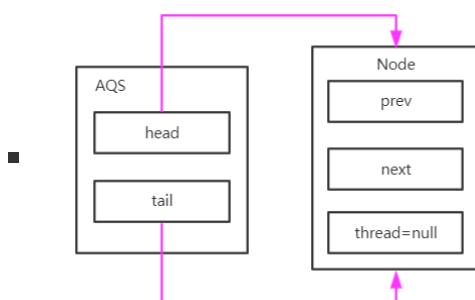 AQS
head
tail
Node
prev
next
thread=null